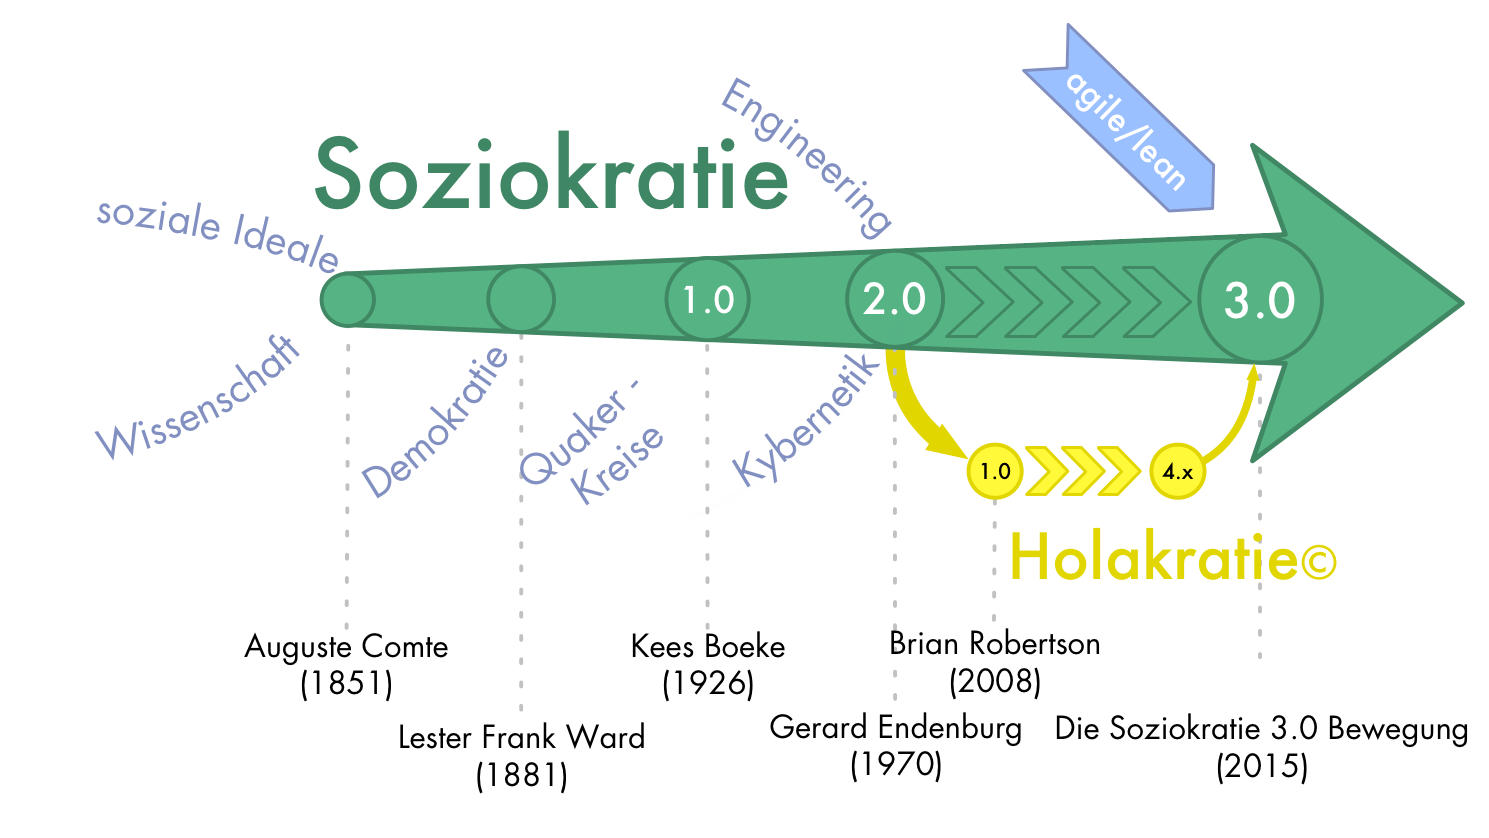 agile/lean
Engineering
Soziokratie
soziale Ideale
1.0
2.0
3.0
Wissenschaft
Demokratie
Quaker -
Kreise
Kybernetik
1.0
4.x
Holakratie©
Auguste Comte
(1851)
Kees Boeke
(1926)
Brian Robertson
(2008)
Lester Frank Ward
(1881)
Gerard Endenburg
(1970)
Die Soziokratie 3.0 Bewegung
(2015)